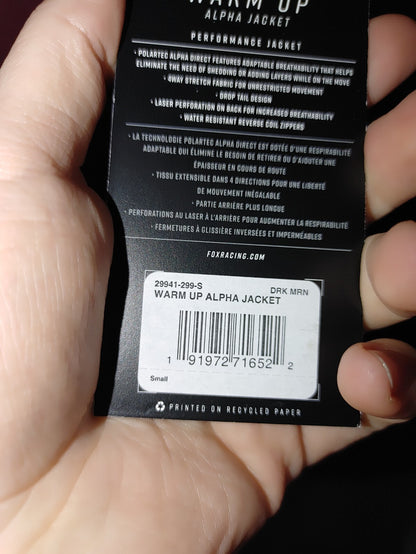 WARM UP
ALPHA JACKET
PERFORMANCE JACKET
• POLARTEC ALPHA DIRECT FEATURES ADAPTABLE BREATHABILITY THAT HELPS
ELIMINATE THE NEED OF SHEDDING OR ADDING LAYERS WHILE ON THE MOVE
• 4WAY STRETCH FABRIC FOR UNRESTRICTED MOVEMENT
• DROP TAIL DESIGN
• LASER PERFORATION ON BACK FOR INCREASED BREATHABILITY
• WATER RESISTANT REVERSE COIL ZIPPERS
• LA TECHNOLOGIE POLARTEC ALPHA DIRECT EST DOTÉE D'UNE RESPIRABILITÉ
ADAPTABLE QUI ÉLIMINE LE BESOIN DE RETIRER OU D'AJOUTER UNE
ÉPAISSEUR EN COURS DE ROUTE
• TISSU EXTENSIBLE DANS 4 DIRECTIONS POUR UNE LIBERTÉ
DE MOUVEMENT INÉGALABLE
• PARTIE ARRIÈRE PLUS LONGUE
• PERFORATIONS AU LASER À L'ARRIÈRE POUR AUGMENTER LA RESPIRABILITÉ
• FERMETURES À GLISSIÈRE INVERSÉES ET IMPERMÉABLES
FOXRACING.COM
29941-299-S DRK MRN
WARM UP ALPHA JACKET
1 91972 71652 2
Small
PRINTED ON RECYCLED PAPER